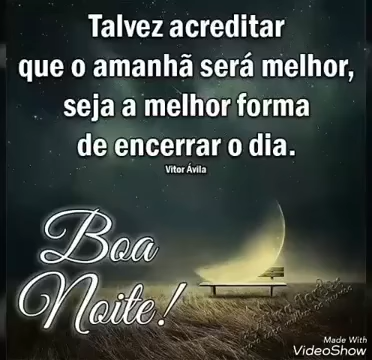 Talvez acreditar
que o amanhã será melhor,
seja a melhor forma
de encerrar o dia.
Vitor Ávila
Boa
Noite!
Made With
VideoShow